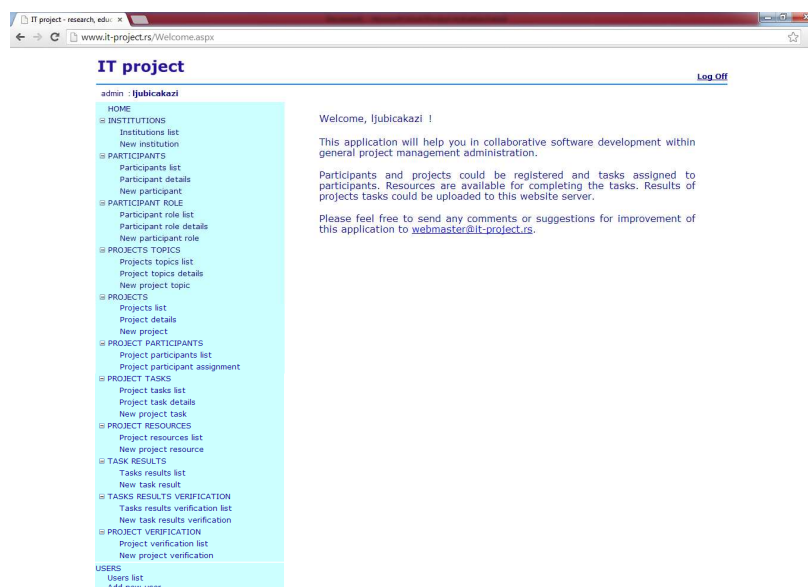 IT project - research, educ
www.it-project.rs/Welcome.aspx
IT project
Log Off
admin : ljubicakazi
HOME
INSTITUTIONS
Institutions list
New institution
PARTICIPANTS
Participants list
Participant details
New participant
PARTICIPANT ROLE
Participant role list
Participant role details
New participant role
PROJECTS TOPICS
Projects topics list
Project topics details
New project topic
PROJECTS
Projects list
Project details
New project
PROJECT PARTICIPANTS
Project participants list
Project participant assignment
PROJECT TASKS
Project tasks list
Project task details
New project task
PROJECT RESOURCES
Project resources list
New project resource
TASK RESULTS
Tasks results list
New task result
TASKS RESULTS VERIFICATION
Tasks results verification list
New task results verification
PROJECT VERIFICATION
Project verification list
New project verification
USERS
Users list
Add new user
Welcome, ljubicakazi !
This application will help you in collaborative software development within
general project management administration.
Participants and projects could be registered and tasks assigned to
participants. Resources are available for completing the tasks. Results of
projects tasks could be uploaded to this website server.
Please feel free to send any comments or suggestions for improvement of
this application to webmaster@it-project.rs.